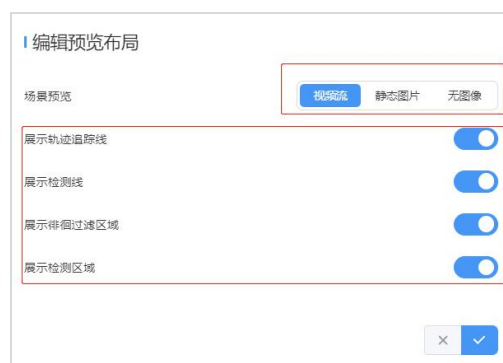 编辑预览布局
场景预览 视频流 静态图片 无图像
展示轨迹追踪线
展示检测线
展示徘徊过滤区域
展示检测区域